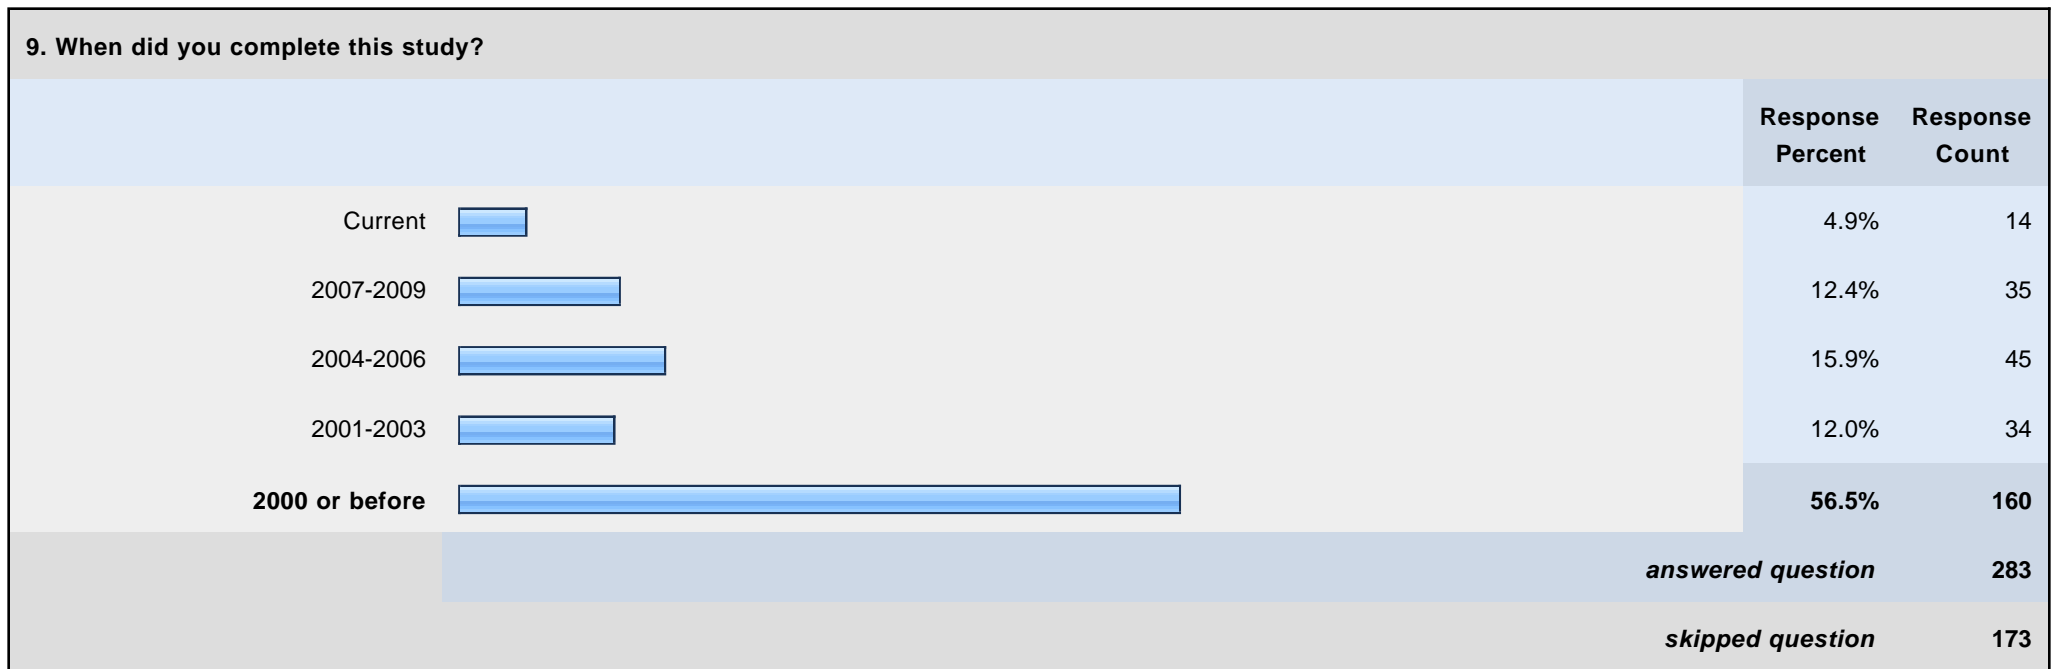 9. When did you complete this study?
Response Percent Response Count
Current 4.9% 14
2007-2009 12.4% 35
2004-2006 15.9% 45
2001-2003 12.0% 34
2000 or before 56.5% 160
answered question 283
skipped question 173